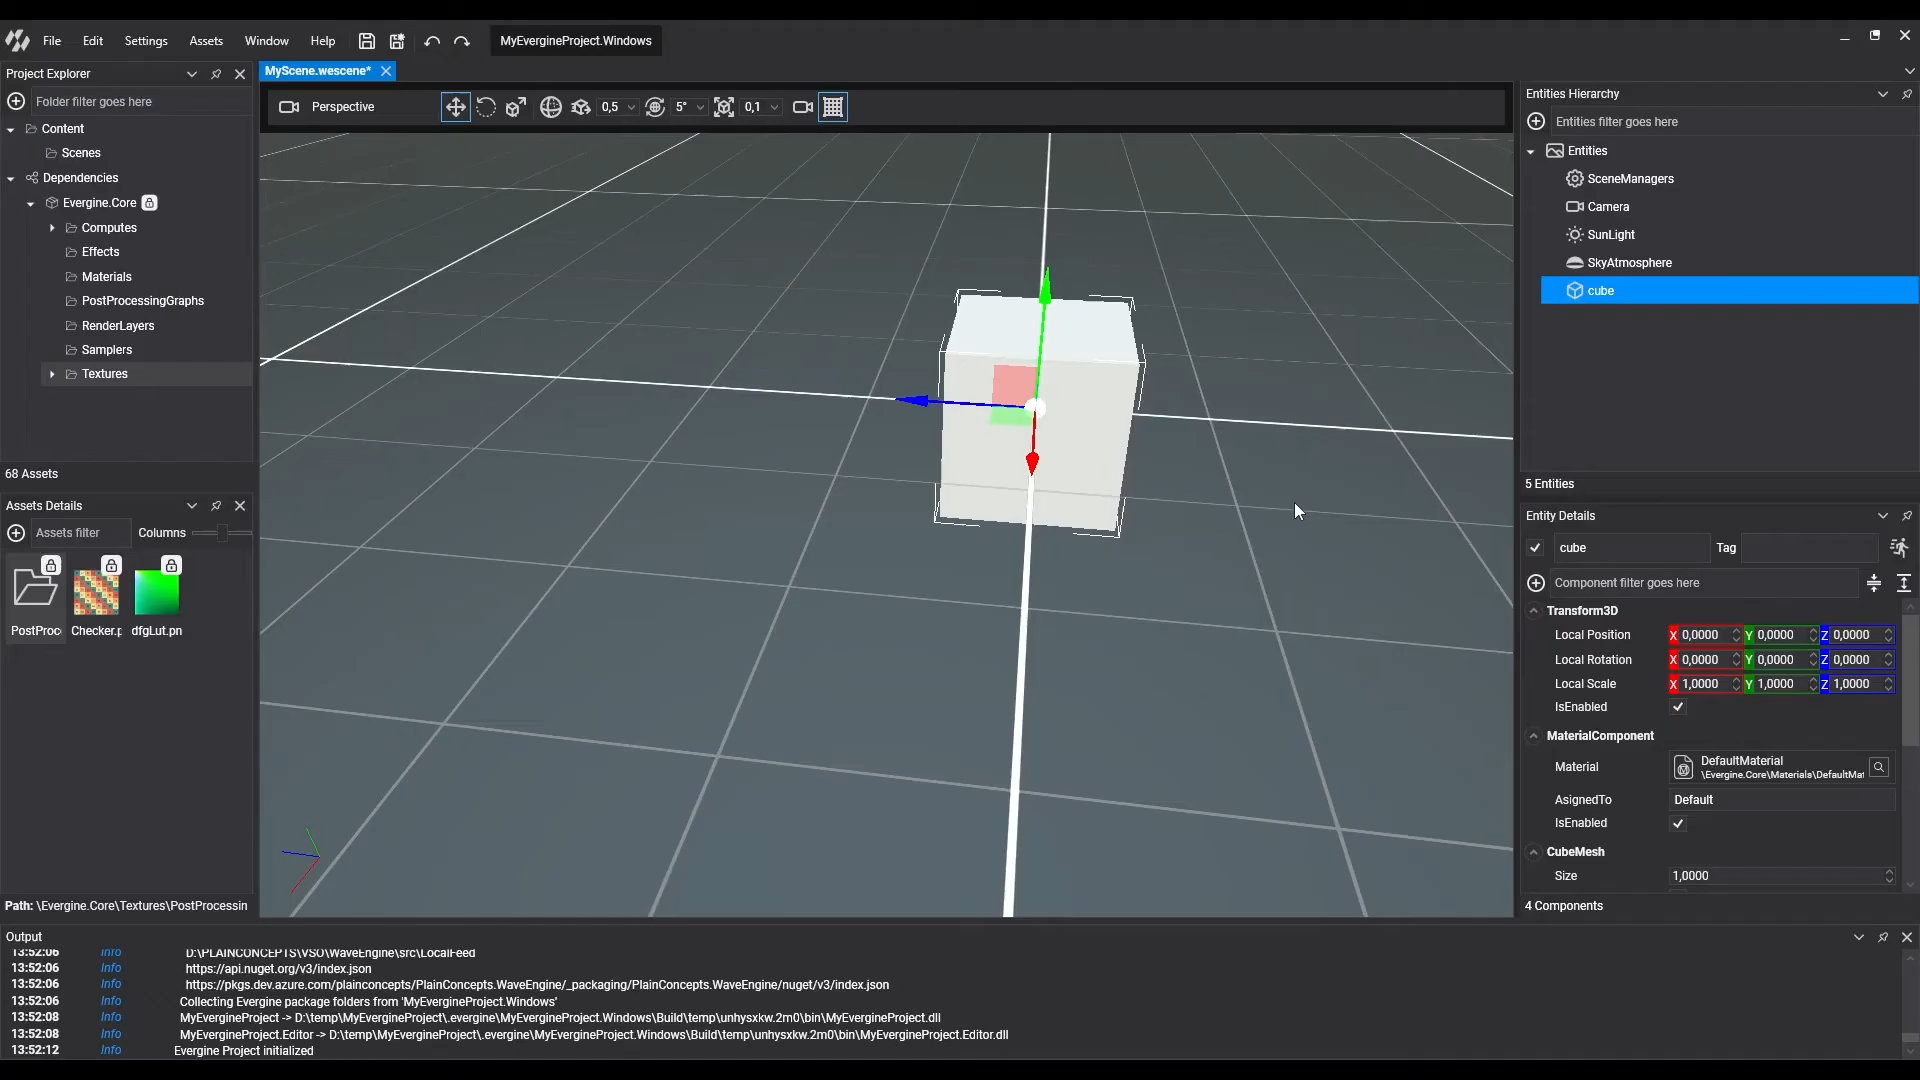 File Edit Settings Assets Window Help MyEvergineProject.Windows
Project Explorer
Folder filter goes here
Content
Scenes
Dependencies
Evergine.Core
Computes
Effects
Materials
PostProcessingGraphs
RenderLayers
Samplers
Textures
68 Assets
Assets Details
Assets filter Columns
PostProc Checker.p dfgLut.pn
Path: \Evergine.Core\Textures\PostProcessin
MyScene.wescene*
Perspective 0,5 5° 0,1
Entities Hierarchy
Entities filter goes here
Entities
SceneManagers
Camera
SunLight
SkyAtmosphere
cube
5 Entities
Entity Details
cube Tag
Component filter goes here
Transform3D
Local Position X 0,0000 Y 0,0000 Z 0,0000
Local Rotation X 0,0000 Y 0,0000 Z 0,0000
Local Scale X 1,0000 Y 1,0000 Z 1,0000
IsEnabled
MaterialComponent
Material DefaultMaterial
\Evergine.Core\Materials\DefaultMat
AsignedTo Default
IsEnabled
CubeMesh
Size 1,0000
4 Components
Output
13:52:06 Info D:\PLAINCONCEPTS\VSO\WaveEngine\src\LocalFeed
13:52:06 Info https://api.nuget.org/v3/index.json
13:52:06 Info https://pkgs.dev.azure.com/plainconcepts/PlainConcepts.WaveEngine/_packaging/PlainConcepts.WaveEngine/nuget/v3/index.json
13:52:06 Info Collecting Evergine package folders from 'MyEvergineProject.Windows'
13:52:08 Info MyEvergineProject -> D:\temp\MyEvergineProject\.evergine\MyEvergineProject.Windows\Build\temp\unhysxkw.2m0\bin\MyEvergineProject.dll
13:52:08 Info MyEvergineProject.Editor -> D:\temp\MyEvergineProject\.evergine\MyEvergineProject.Windows\Build\temp\unhysxkw.2m0\bin\MyEvergineProject.Editor.dll
13:52:12 Info Evergine Project initialized